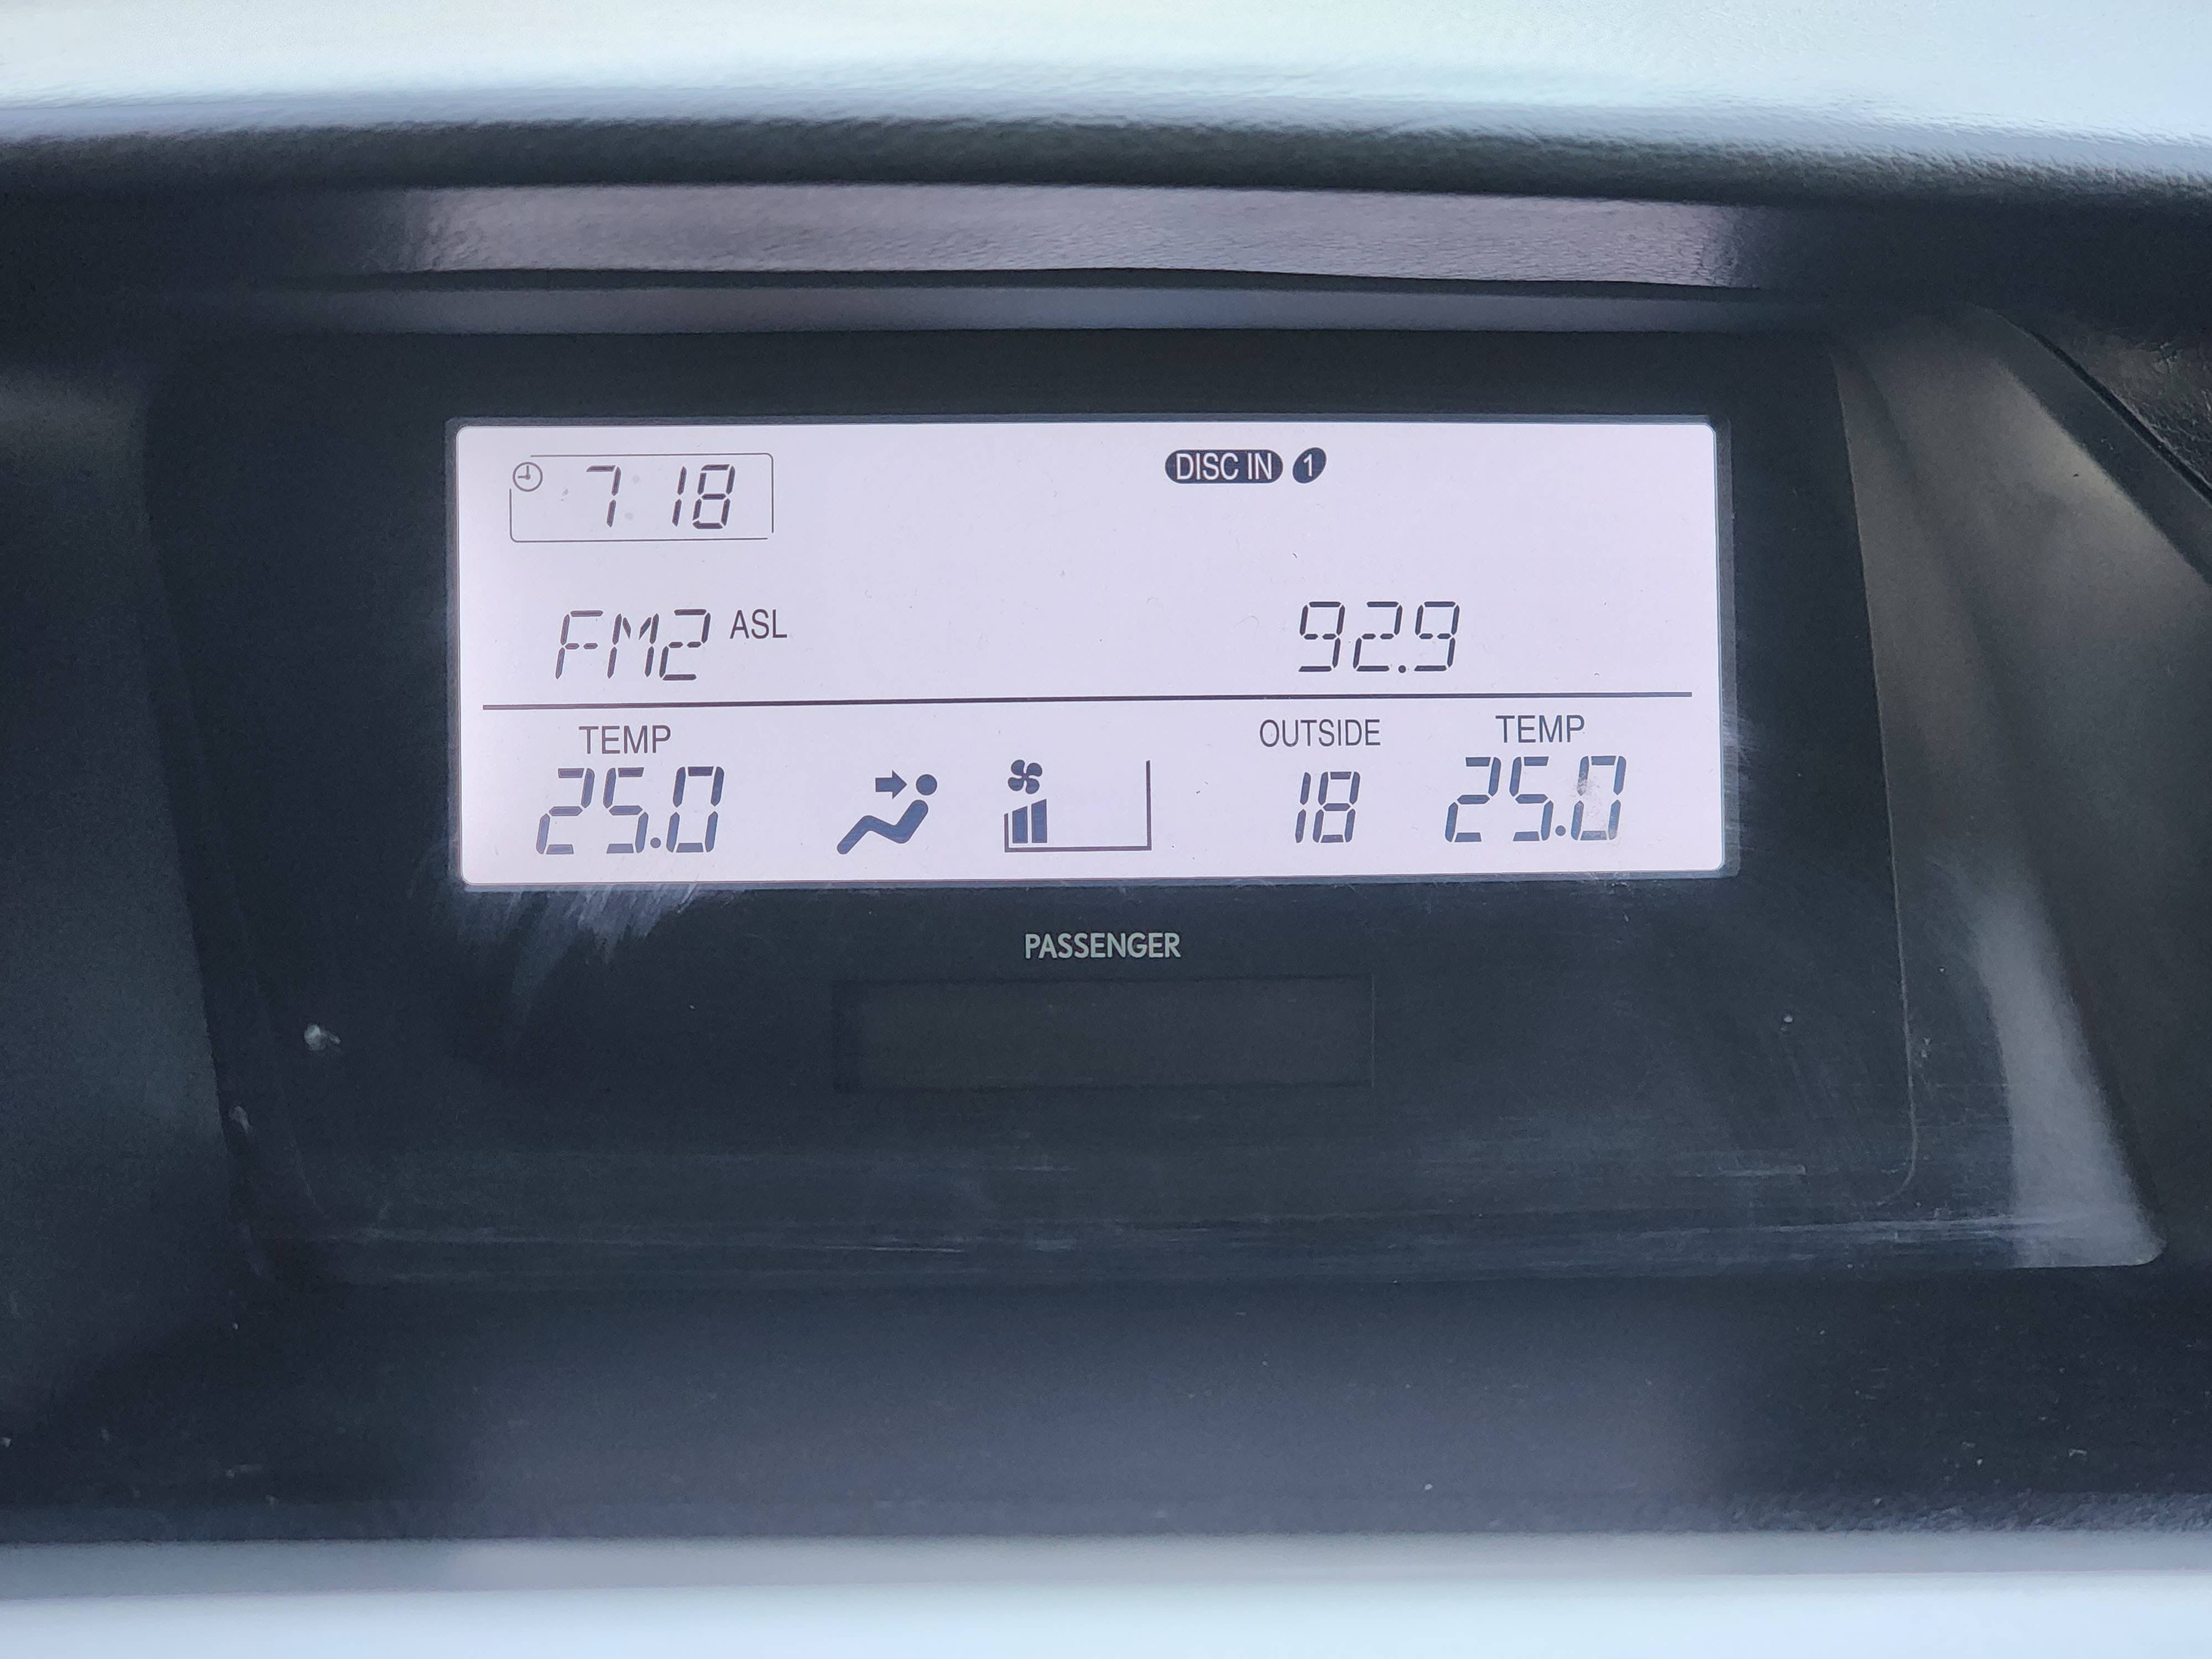 7:18 DISC IN 1
FM2 ASL 92.9
TEMP OUTSIDE TEMP
25.0 18 25.0
PASSENGER